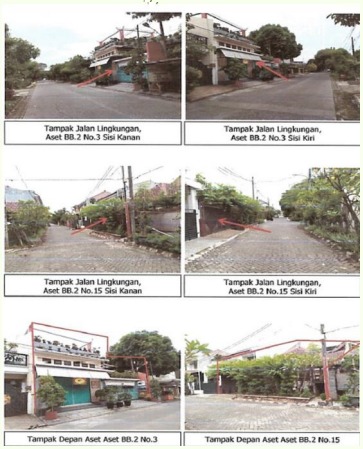 Tampak Jalan Lingkungan,
Aset BB.2 No.3 Sisi Kanan
Tampak Jalan Lingkungan,
Aset BB.2 No.3 Sisi Kiri
Tampak Jalan Lingkungan,
Aset BB.2 No.15 Sisi Kanan
Tampak Jalan Lingkungan,
Aset BB.2 No.15 Sisi Kiri
Tampak Depan Aset Aset BB.2 No.3
Tampak Depan Aset Aset BB.2 No.15